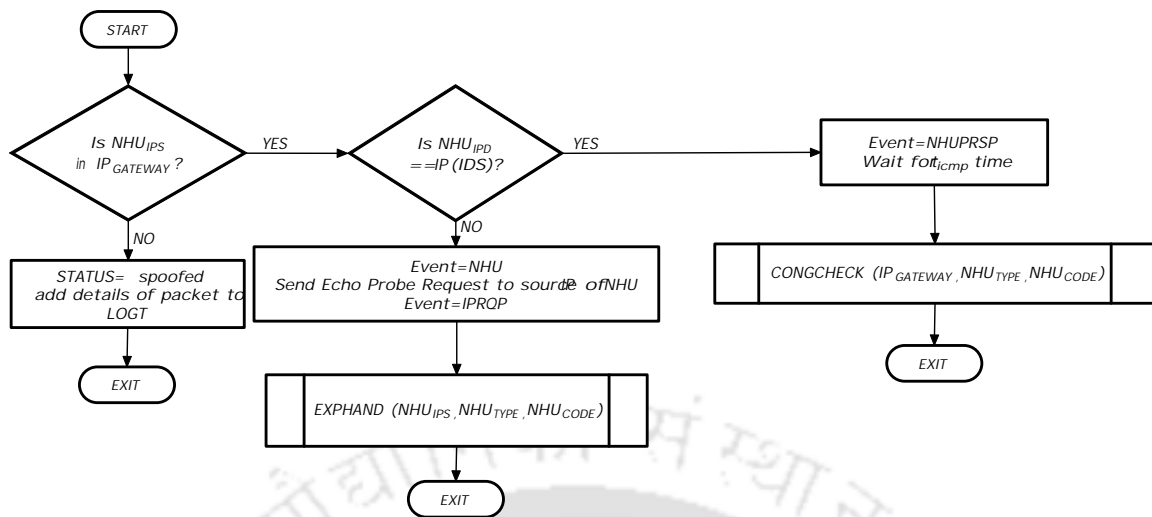 START
Is NHU_IPS
in IP_GATEWAY?
YES
NO
Is NHU_IPD
==IP(IDS)?
YES
NO
Event=NHUPRSP
Wait for t_icmp time
STATUS= spoofed
add details of packet to
LOGT
Event=NHU
Send Echo Probe Request to source IP of NHU
Event=IPRQP
CONGCHECK (IP_GATEWAY, NHU_TYPE, NHU_CODE)
EXIT
EXPHAND (NHU_IPS, NHU_TYPE, NHU_CODE)
EXIT
EXIT